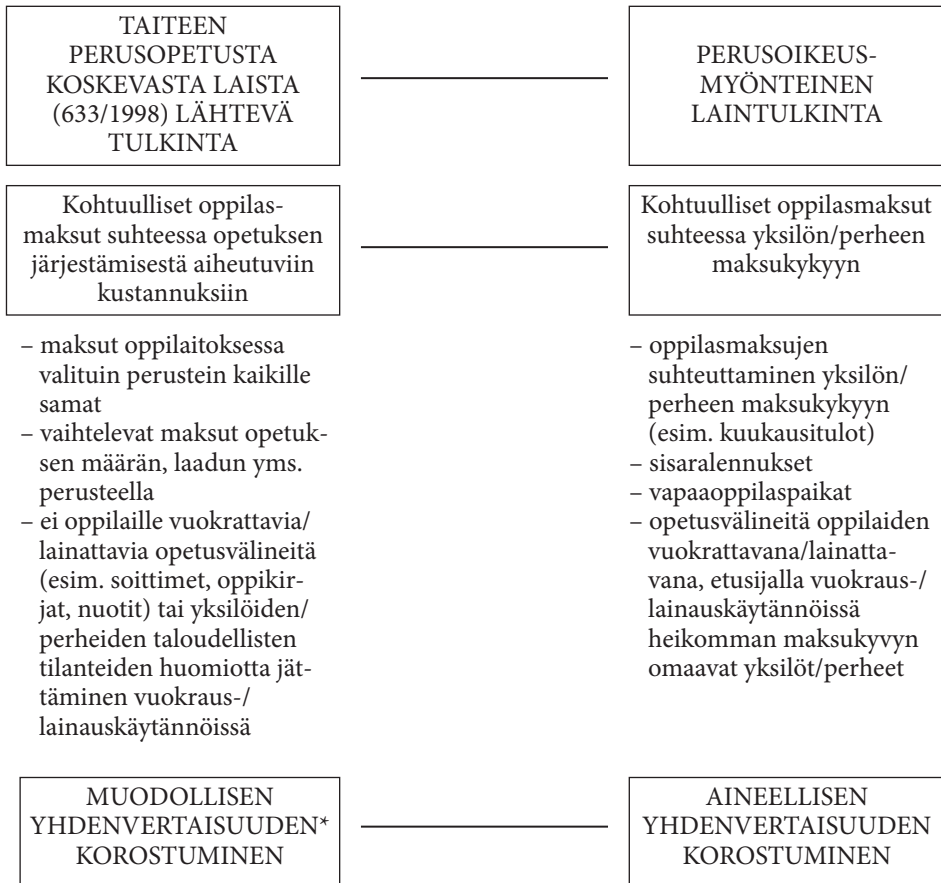 TAITEEN
PERUSOPETUSTA
KOSKEVASTA LAISTA
(633/1998) LÄHTEVÄ
TULKINTA
PERUSOIKEUS-
MYÖNTEINEN
LAINTULKINTA
Kohtuulliset oppilas-
maksut suhteessa opetuksen
järjestämisestä aiheutuviin
kustannuksiin
Kohtuulliset oppilasmaksut
suhteessa yksilön/perheen
maksukykyyn
– maksut oppilaitoksessa
valituin perustein kaikille
samat
– vaihtelevat maksut opetuk-
sen määrän, laadun yms.
perusteella
– ei oppilaille vuokrattavia/
lainattavia opetusvälineitä
(esim. soittimet, oppikir-
jat, nuotit) tai yksilöiden/
perheiden taloudellisten
tilanteiden huomiotta jät-
täminen vuokraus-/
lainauskäytännöissä
– oppilasmaksujen
suhteuttaminen yksilön/
perheen maksukykyyn
(esim. kuukausitulot)
– sisaralennukset
– vapaaoppilaspaikat
– opetusvälineitä oppilaiden
vuokrattavana/lainatta-
vana, etusijalla vuokraus-/
lainauskäytännöissä
heikomman maksukyvyn
omaavat yksilöt/perheet
MUODOLLISEN
YHDENVERTAISUUDEN*
KOROSTUMINEN
AINEELLISEN
YHDENVERTAISUUDEN
KOROSTUMINEN